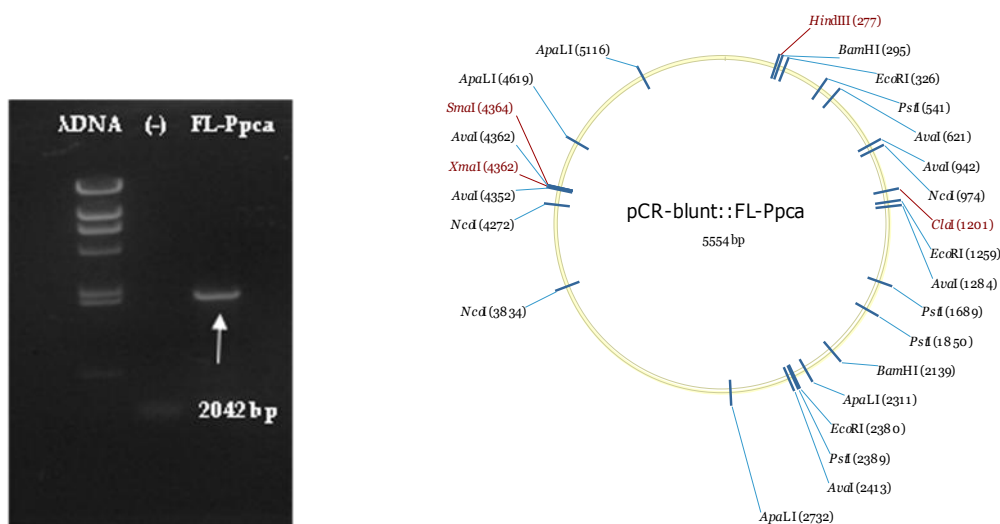 λDNA (-) FL-Ppca
2042 bp
HindIII (277)
BamHI (295)
EcoRI (326)
PstI (541)
AvaI (621)
AvaI (942)
NcoI (974)
ClaI (1201)
EcoRI (1259)
AvaI (1284)
PstI (1689)
PstI (1850)
BamHI (2139)
ApaLI (2311)
EcoRI (2380)
PstI (2389)
AvaI (2413)
ApaLI (2732)
NcoI (3834)
NcoI (4272)
AvaI (4352)
XmaI (4362)
AvaI (4362)
SmaI (4364)
ApaLI (4619)
ApaLI (5116)
pCR-blunt::FL-Ppca
5554 bp